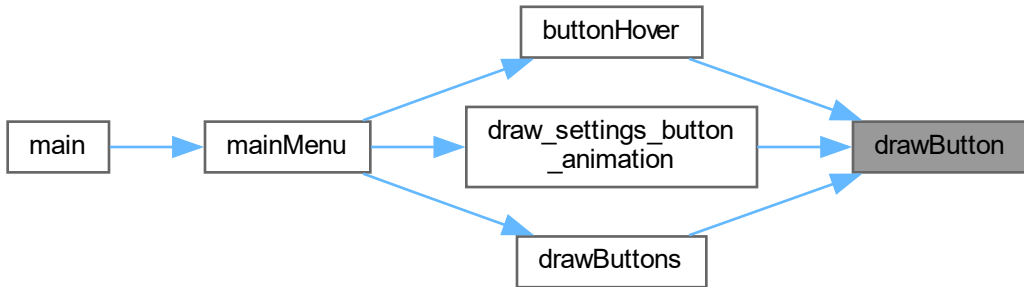 main
mainMenu
buttonHover
draw_settings_button
_animation
drawButtons
drawButton